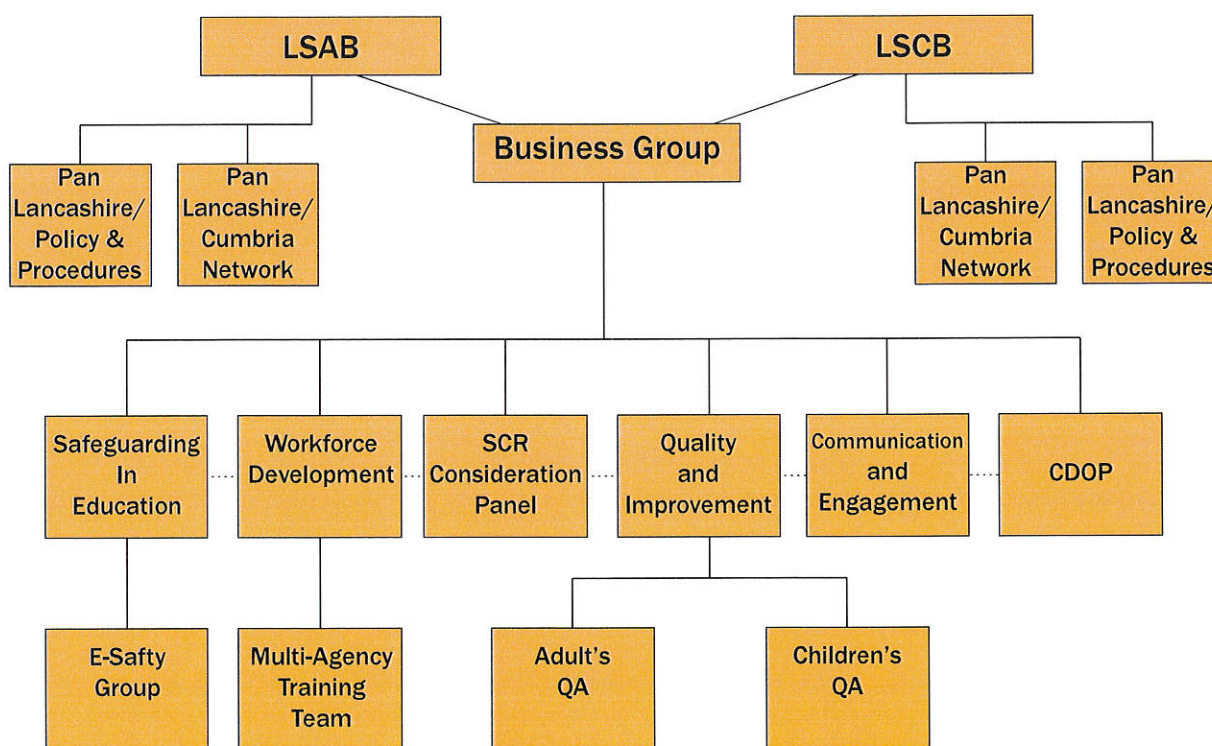 LSAB
LSCB
Business Group
Pan
Lancashire/
Policy &
Procedures
Pan
Lancashire/
Cumbria
Network
Pan
Lancashire/
Cumbria
Network
Pan
Lancashire/
Policy &
Procedures
Safeguarding
In
Education
Workforce
Development
SCR
Consideration
Panel
Quality
and
Improvement
Communication
and
Engagement
CDOP
E-Safty
Group
Multi-Agency
Training
Team
Adult's
QA
Children's
QA